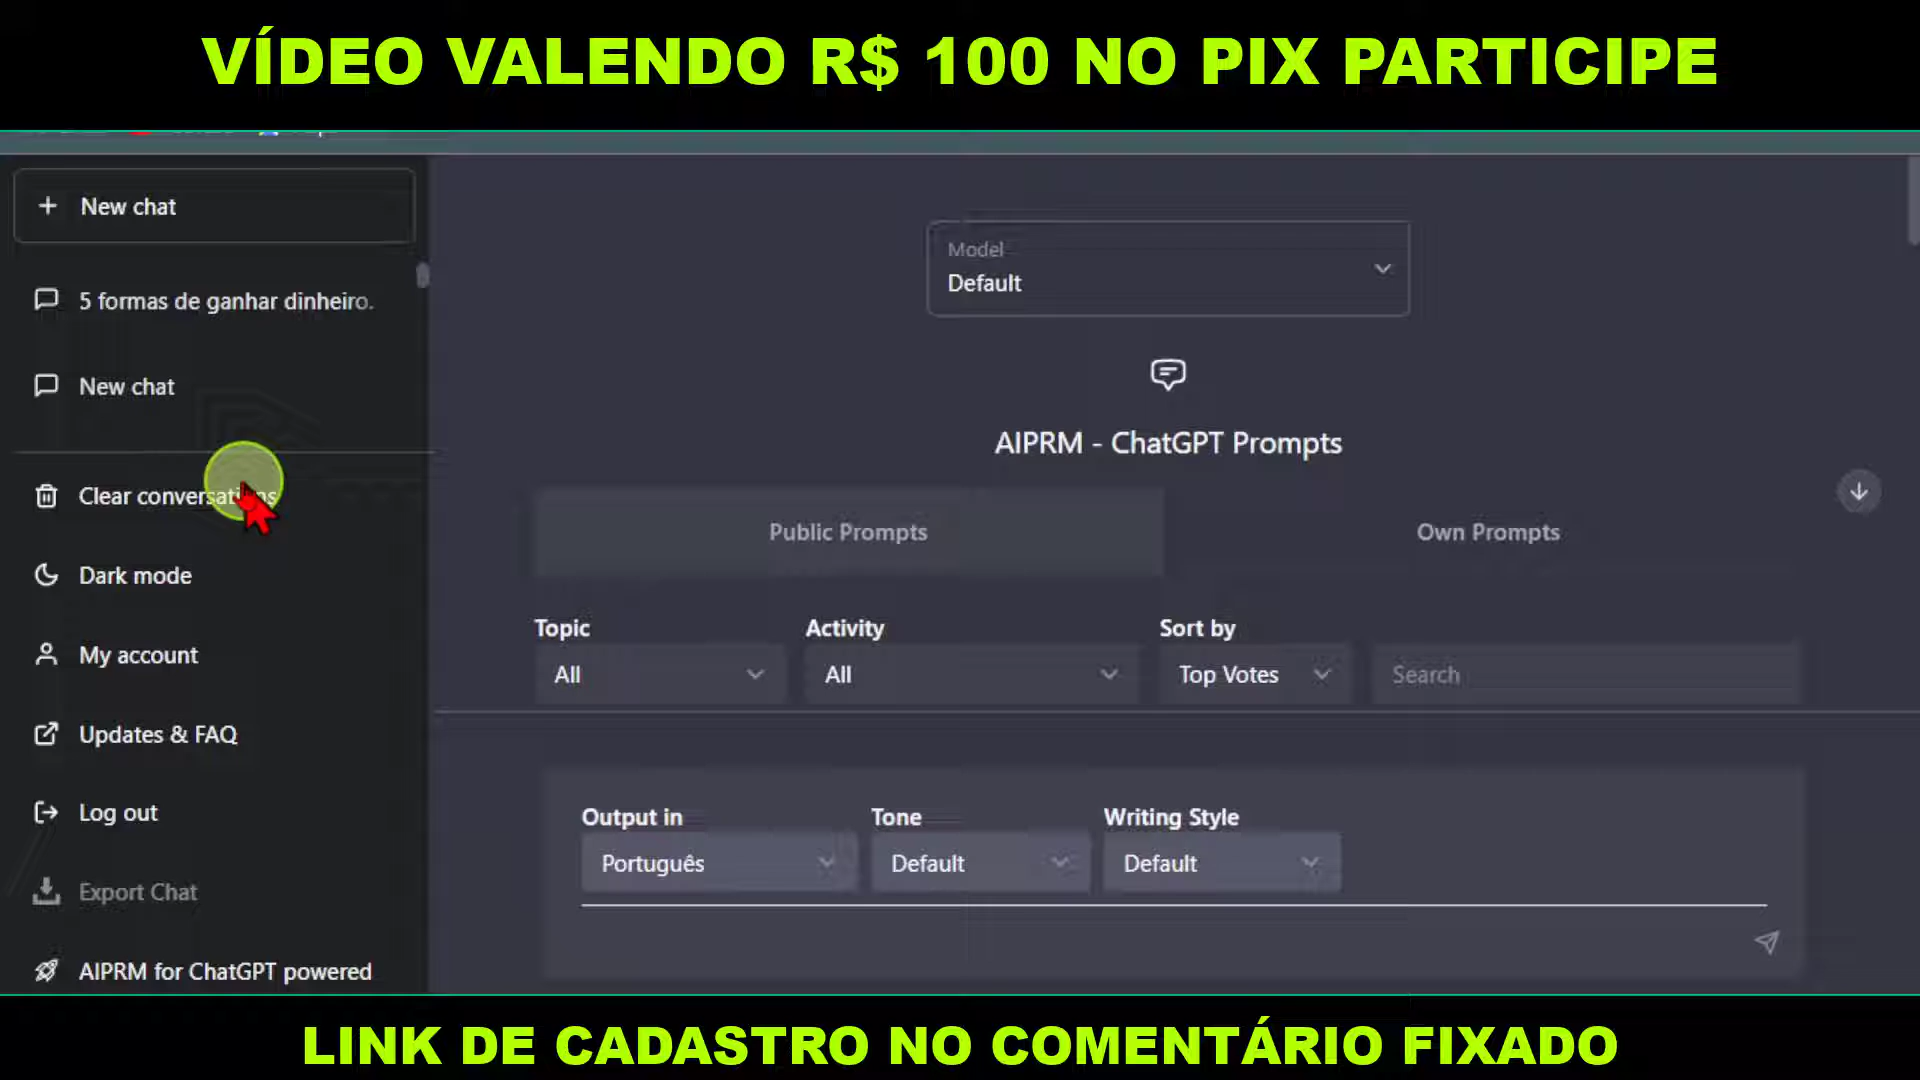 VÍDEO VALENDO R$ 100 NO PIX PARTICIPE
New chat
5 formas de ganhar dinheiro.
New chat
Clear conversations
Dark mode
My account
Updates & FAQ
Log out
Export Chat
AIPRM for ChatGPT powered
Model
Default
AIPRM - ChatGPT Prompts
Public Prompts
Own Prompts
Topic
All
Activity
All
Sort by
Top Votes
Search
Output in
Português
Tone
Default
Writing Style
Default
LINK DE CADASTRO NO COMENTÁRIO FIXADO